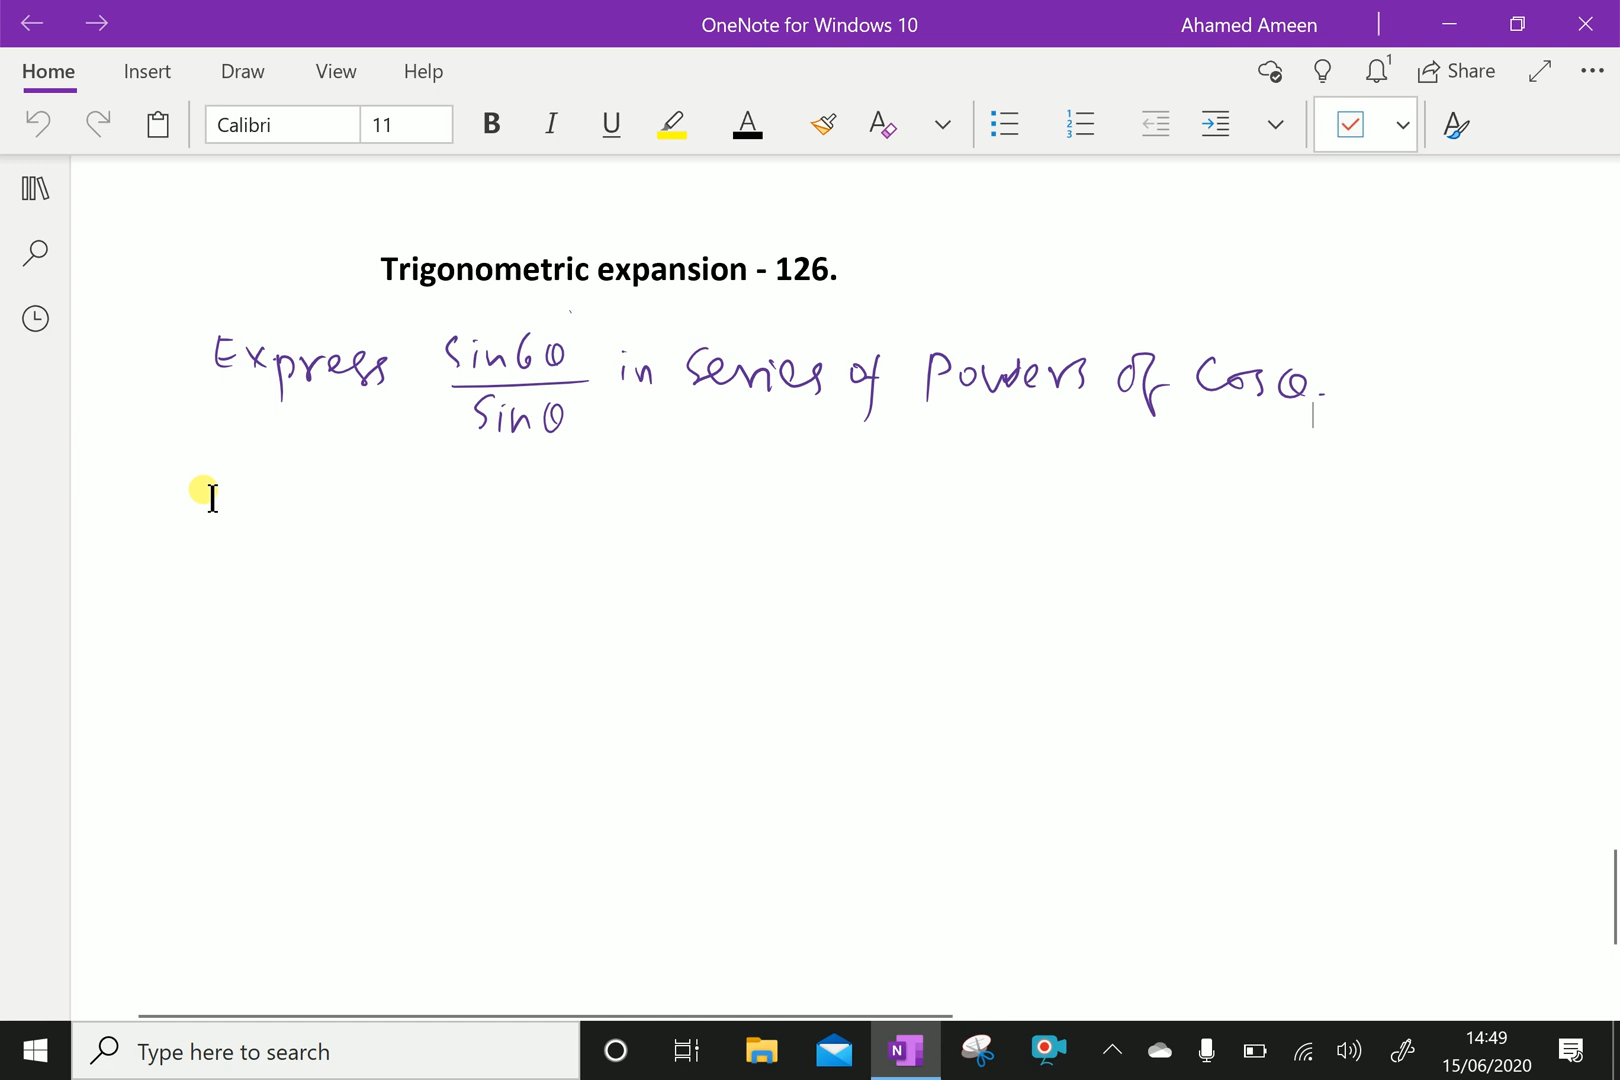 OneNote for Windows 10
Ahamed Ameen
Home Insert Draw View Help
1 Share
Calibri 11 B I U A A
Trigonometric expansion - 126.
Express sin6θ / sinθ in series of Powers of Cosθ.
Type here to search
14:49
15/06/2020